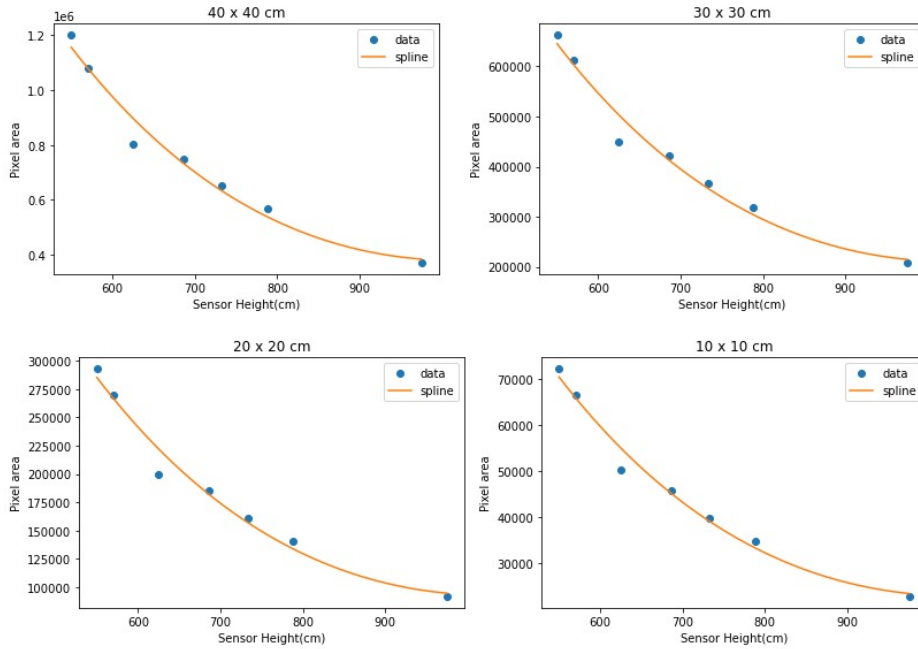 40 x 40 cm
1e6
data
spline
1.2
1.0
0.8
0.6
0.4
Pixel area
600 700 800 900
Sensor Height(cm)
30 x 30 cm
data
spline
600000
500000
400000
300000
200000
Pixel area
600 700 800 900
Sensor Height(cm)
20 x 20 cm
data
spline
300000
275000
250000
225000
200000
175000
150000
125000
100000
Pixel area
600 700 800 900
Sensor Height(cm)
10 x 10 cm
data
spline
70000
60000
50000
40000
30000
Pixel area
600 700 800 900
Sensor Height(cm)